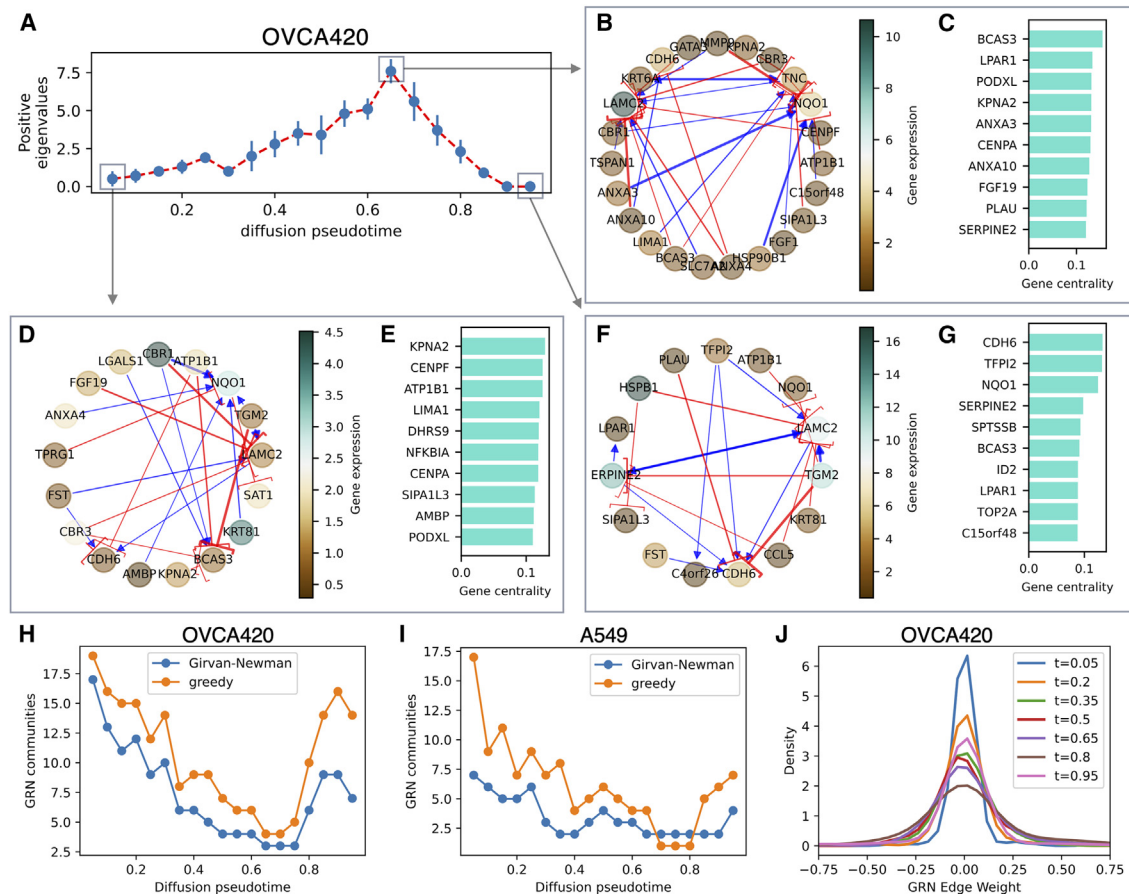 A
OVCA420
Positive
eigenvalues
7.5
5.0
2.5
0.0
0.2
0.4
0.6
0.8
diffusion pseudotime
B
MMP9
GATA3
KPNA2
CDH6
CBR3
KRT6A
TNC
LAMC2
NQO1
CBR1
CENPF
TSPAN1
ATP1B1
ANXA3
C15orf48
ANXA10
SIPA1L3
LIMA1
FGF1
BCAS3
HSP90B1
SLC7A2
ANXA4
10
8
6
4
2
Gene expression
C
BCAS3
LPAR1
PODXL
KPNA2
ANXA3
CENPA
ANXA10
FGF19
PLAU
SERPINE2
0.0
0.1
Gene centrality
D
CBR1
LGALS1
ATP1B1
FGF19
NQO1
ANXA4
TGM2
TPRG1
LAMC2
FST
SAT1
CBR3
KRT81
CDH6
BCAS3
AMBP
KPNA2
4.5
4.0
3.5
3.0
2.5
2.0
1.5
1.0
0.5
Gene expression
E
KPNA2
CENPF
ATP1B1
LIMA1
DHRS9
NFKBIA
CENPA
SIPA1L3
AMBP
PODXL
0.0
0.1
Gene centrality
F
TFPI2
PLAU
ATP1B1
HSPB1
NQO1
LPAR1
LAMC2
ERPINE2
TGM2
SIPA1L3
KRT81
FST
CCL5
C4orf26
CDH6
16
14
12
10
8
6
4
2
Gene expression
G
CDH6
TFPI2
NQO1
SERPINE2
SPTSSB
BCAS3
ID2
LPAR1
TOP2A
C15orf48
0.0
0.1
Gene centrality
H
OVCA420
Girvan-Newman
greedy
GRN communities
17.5
15.0
12.5
10.0
7.5
5.0
2.5
0.2
0.4
0.6
0.8
Diffusion pseudotime
I
A549
Girvan-Newman
greedy
GRN communities
17.5
15.0
12.5
10.0
7.5
5.0
2.5
0.2
0.4
0.6
0.8
Diffusion pseudotime
J
OVCA420
t=0.05
t=0.2
t=0.35
t=0.5
t=0.65
t=0.8
t=0.95
Density
6
5
4
3
2
1
0
−0.75
−0.50
−0.25
0.00
0.25
0.50
0.75
GRN Edge Weight